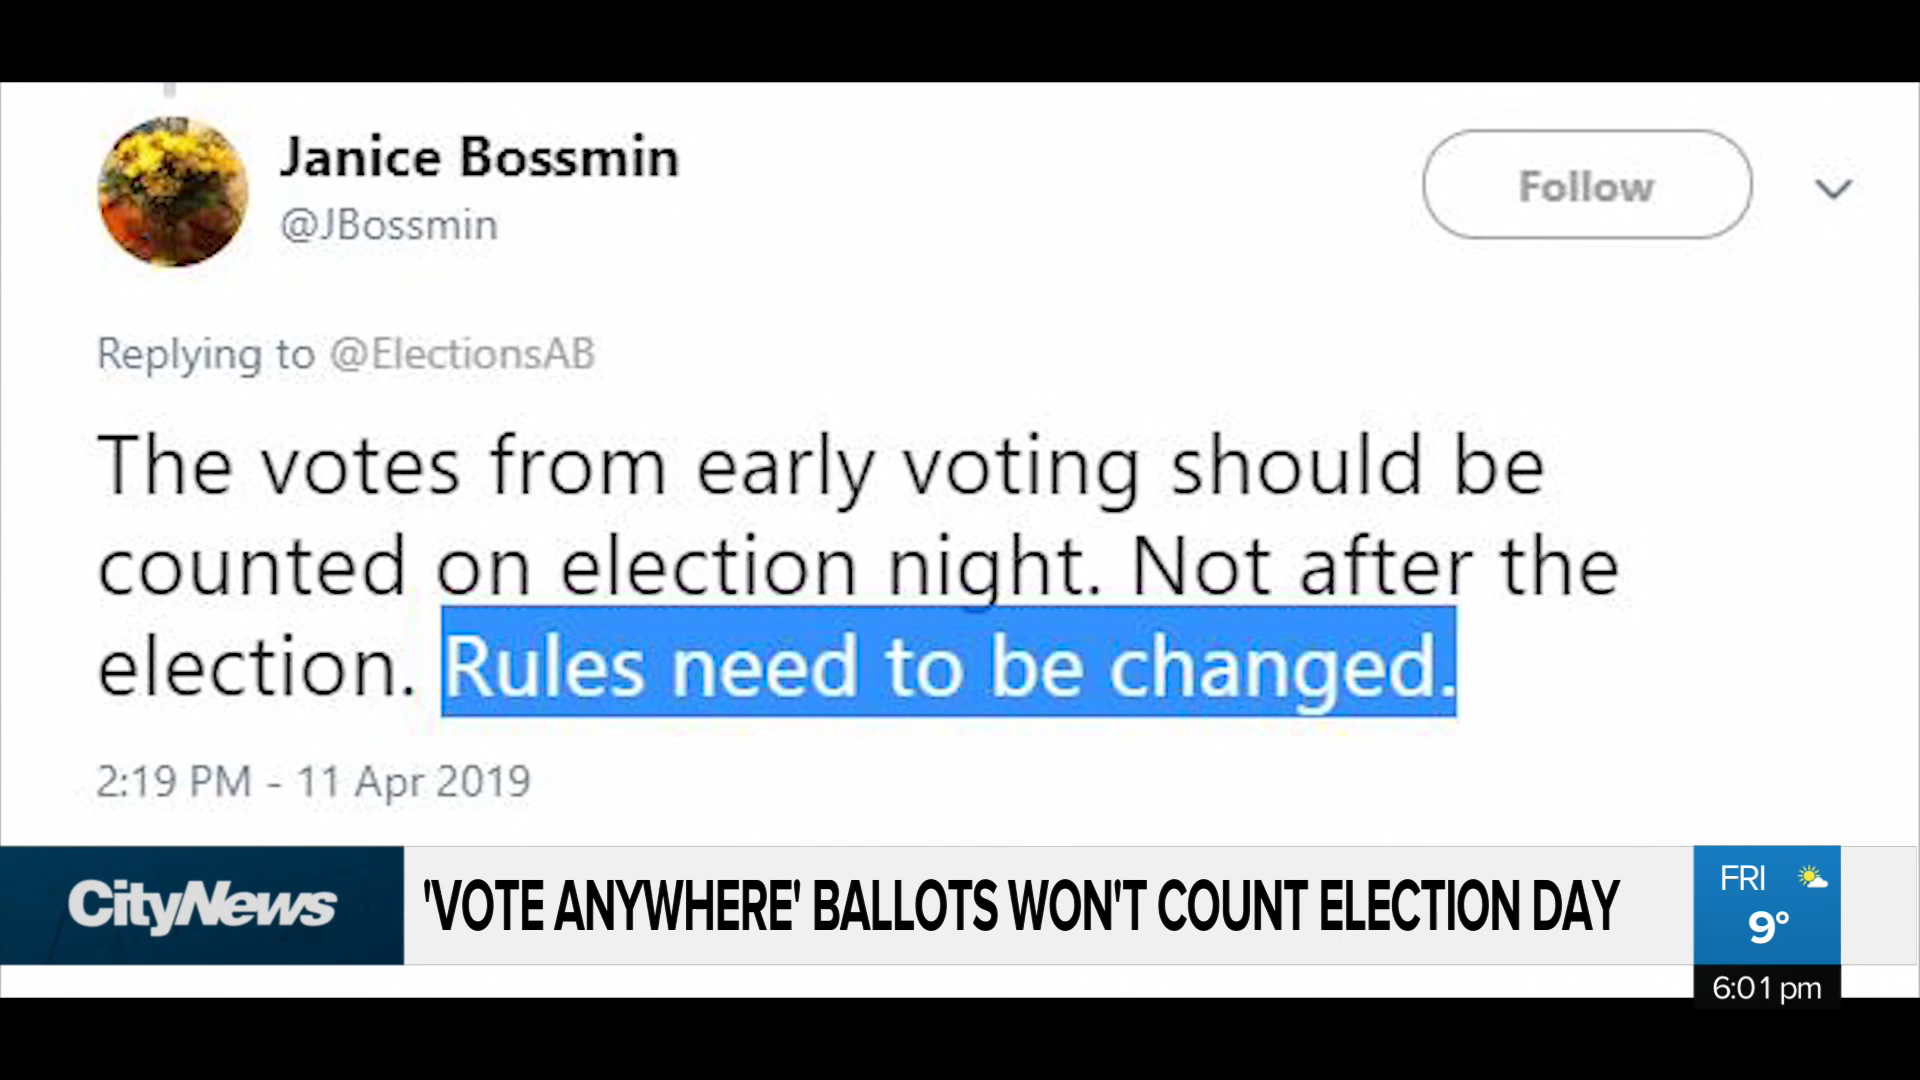 Janice Bossmin
@JBossmin
Follow
Replying to @ElectionsAB
The votes from early voting should be
counted on election night. Not after the
election. Rules need to be changed.
2:19 PM - 11 Apr 2019
CityNews
'VOTE ANYWHERE' BALLOTS WON'T COUNT ELECTION DAY
FRI
9°
6:01 pm